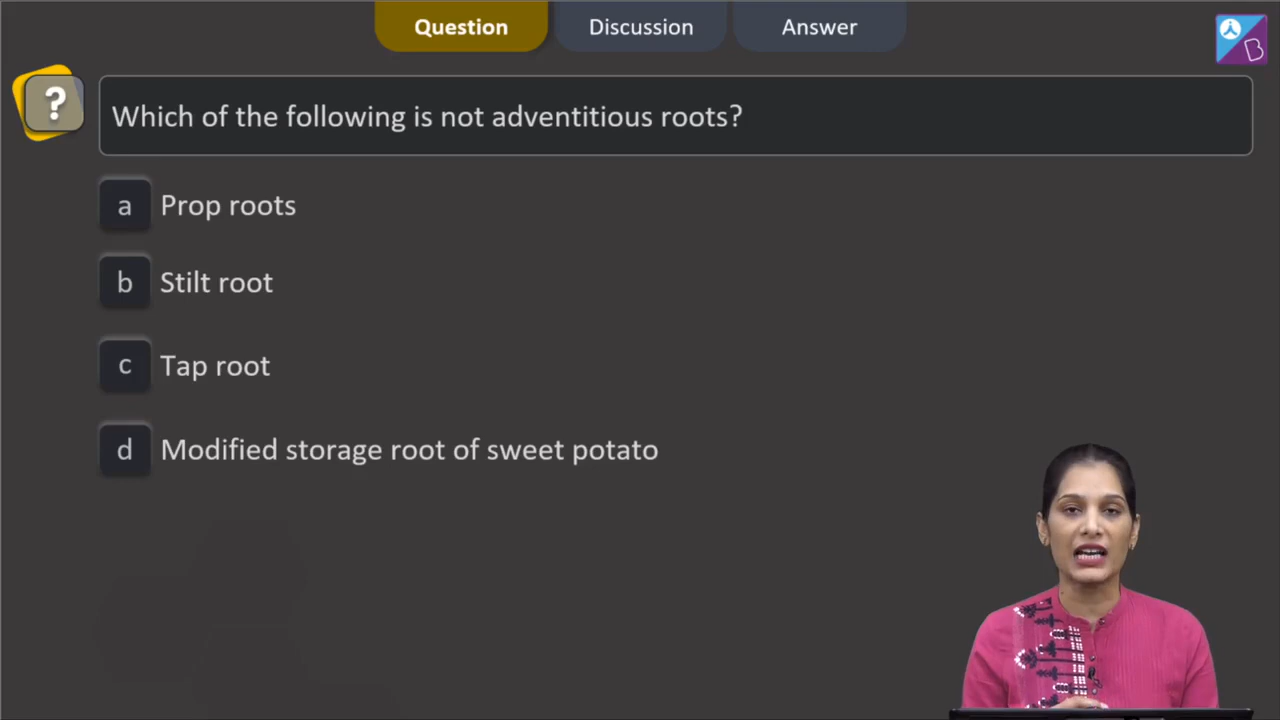 Question Discussion Answer
?
Which of the following is not adventitious roots?
a Prop roots
b Stilt root
c Tap root
d Modified storage root of sweet potato
B